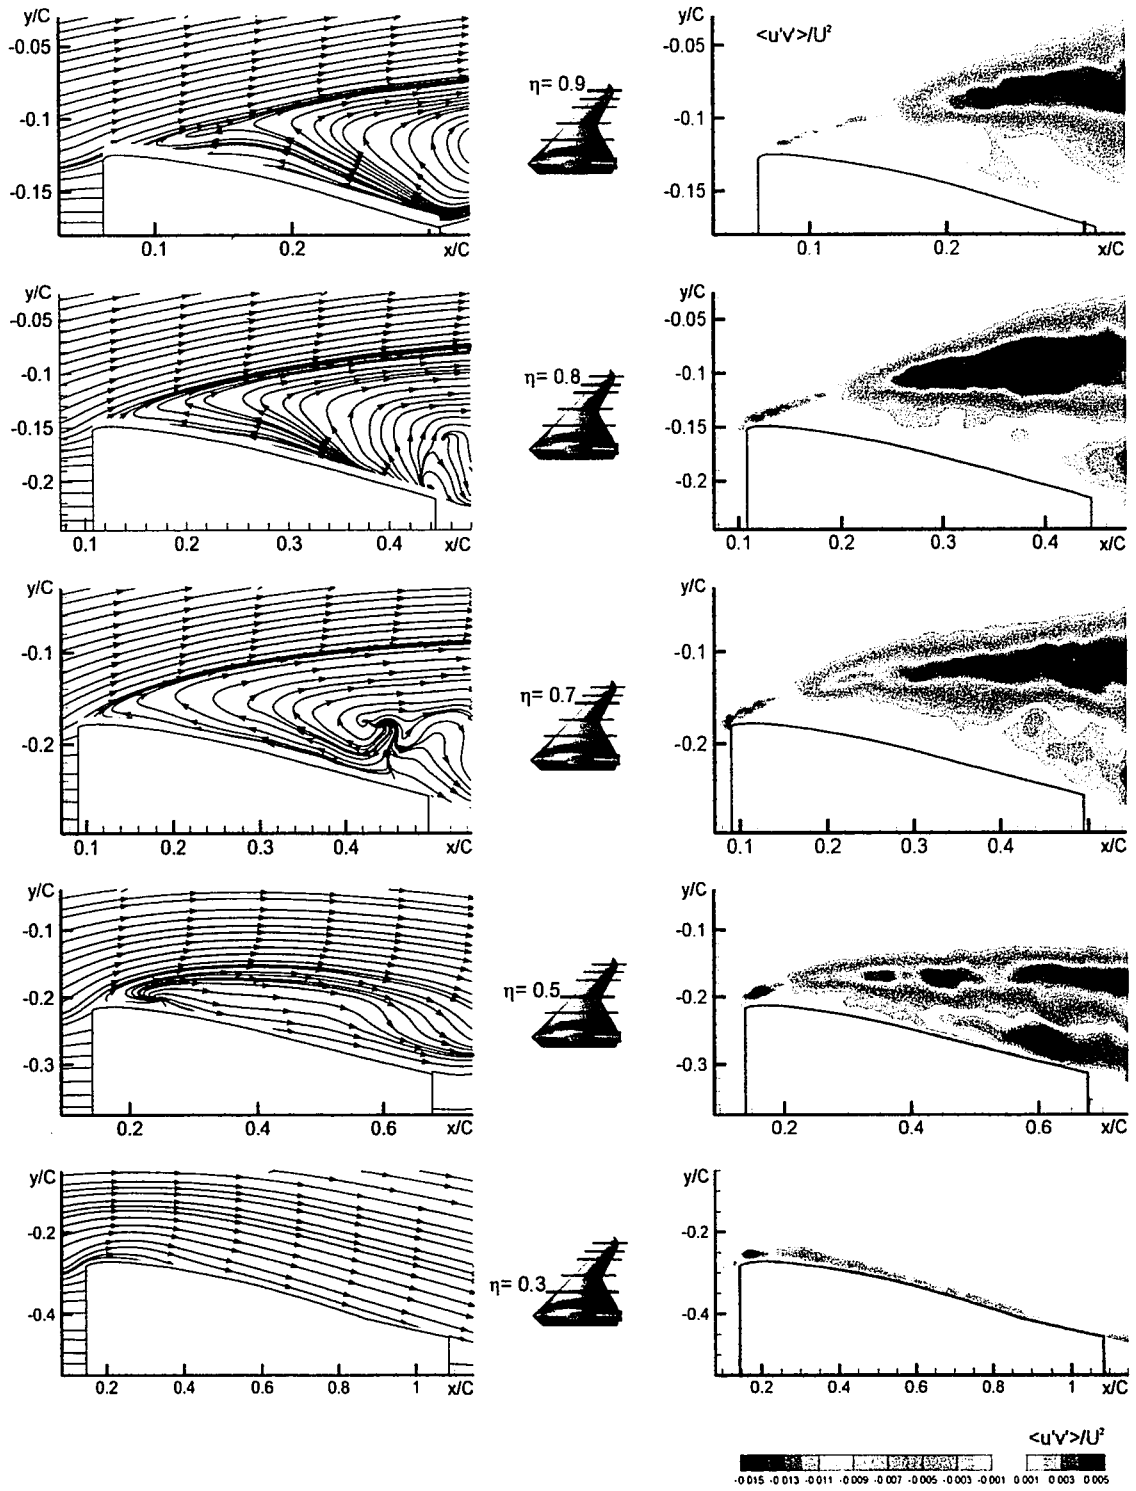 y/C
-0.05
-0.1
-0.15
0.1
0.2
x/C
η= 0.9
y/C
<u'v'>/U²
-0.05
-0.1
-0.15
0.1
0.2
x/C
y/C
-0.05
-0.1
-0.15
-0.2
0.1
0.2
0.3
0.4
x/C
η= 0.8
y/C
-0.05
-0.1
-0.15
-0.2
0.1
0.2
0.3
0.4
x/C
y/C
-0.1
-0.2
0.1
0.2
0.3
0.4
x/C
η= 0.7
y/C
-0.1
-0.2
0.1
0.2
0.3
0.4
x/C
y/C
-0.1
-0.2
-0.3
0.2
0.4
0.6
x/C
η= 0.5
y/C
-0.1
-0.2
-0.3
0.2
0.4
0.6
x/C
y/C
-0.2
-0.4
0.2
0.4
0.6
0.8
1
x/C
η= 0.3
y/C
-0.2
-0.4
0.2
0.4
0.6
0.8
1
x/C
<u'v'>/U²
-0.015 -0.013 -0.011 -0.009 -0.007 -0.005 -0.003 -0.001 0.001 0.003 0.005